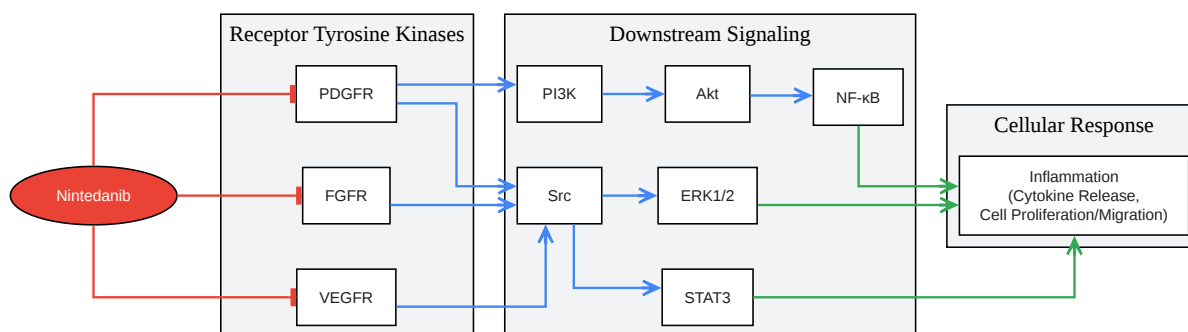 Receptor Tyrosine Kinases
Downstream Signaling
PDGFR
PI3K
Akt
NF-κB
Cellular Response
Nintedanib
FGFR
Src
ERK1/2
Inflammation
(Cytokine Release,
Cell Proliferation/Migration)
VEGFR
STAT3